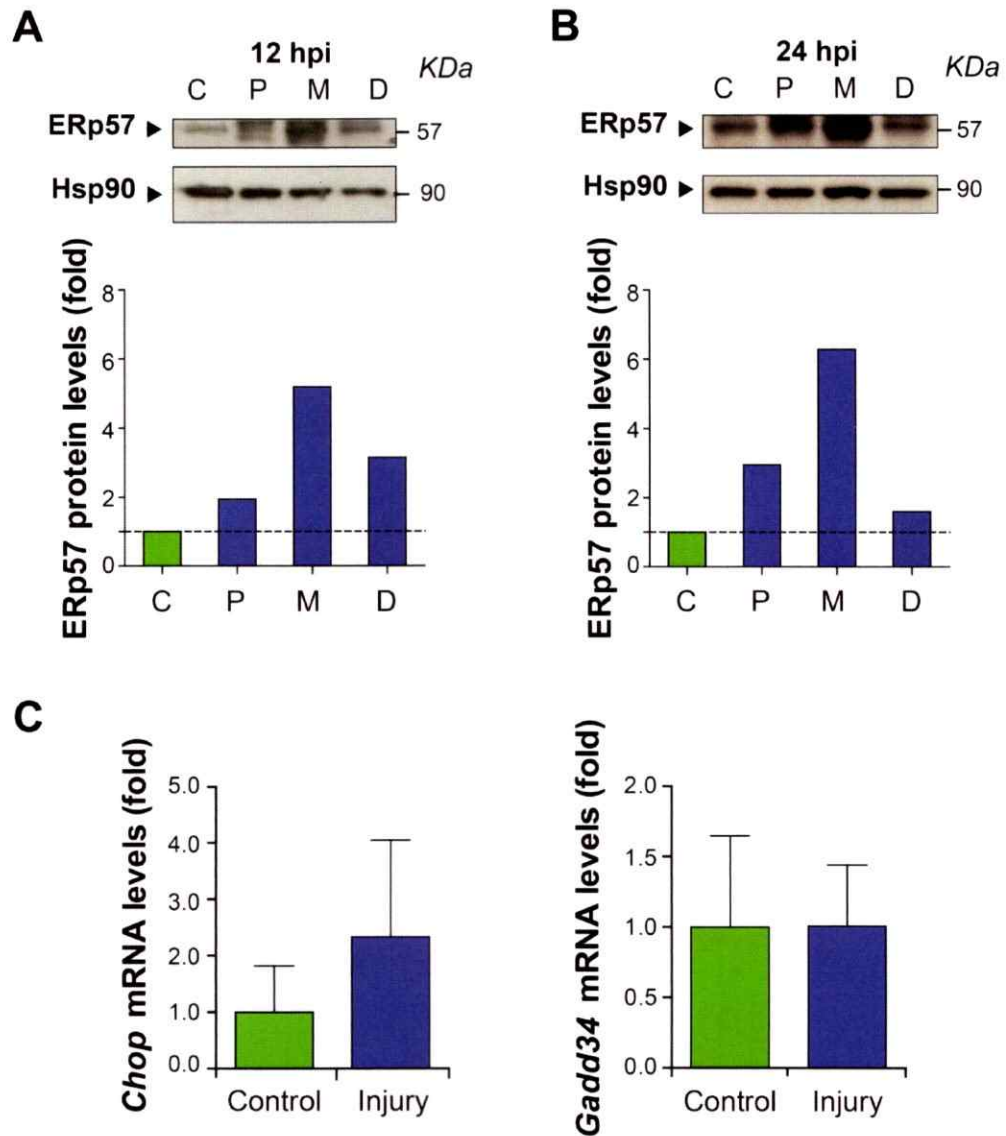 A
12 hpi
KDa
C P M D
ERp57
57
Hsp90
90
ERp57 protein levels (fold)
8
6
4
2
0
C P M D
B
24 hpi
KDa
C P M D
ERp57
57
Hsp90
90
ERp57 protein levels (fold)
8
6
4
2
0
C P M D
C
Chop mRNA levels (fold)
5.0
4.0
3.0
2.0
1.0
0.0
Control Injury
Gadd34 mRNA levels (fold)
2.0
1.5
1.0
0.5
0.0
Control Injury